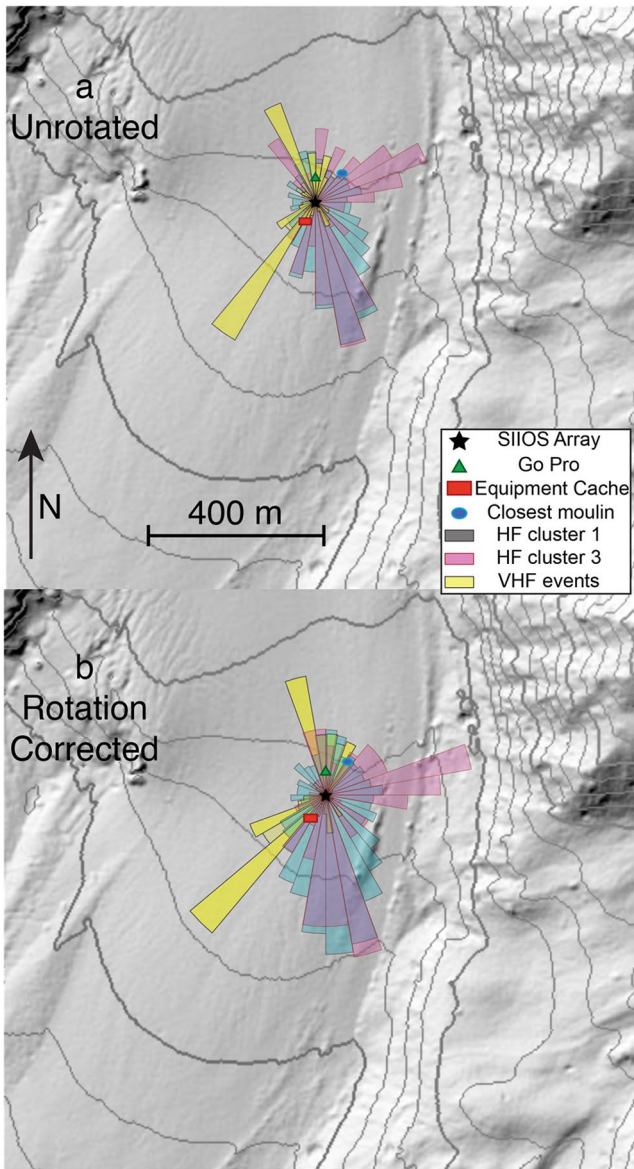 a
Unrotated
SIIOS Array
Go Pro
Equipment Cache
Closest moulin
HF cluster 1
HF cluster 3
VHF events
N
400 m
b
Rotation
Corrected